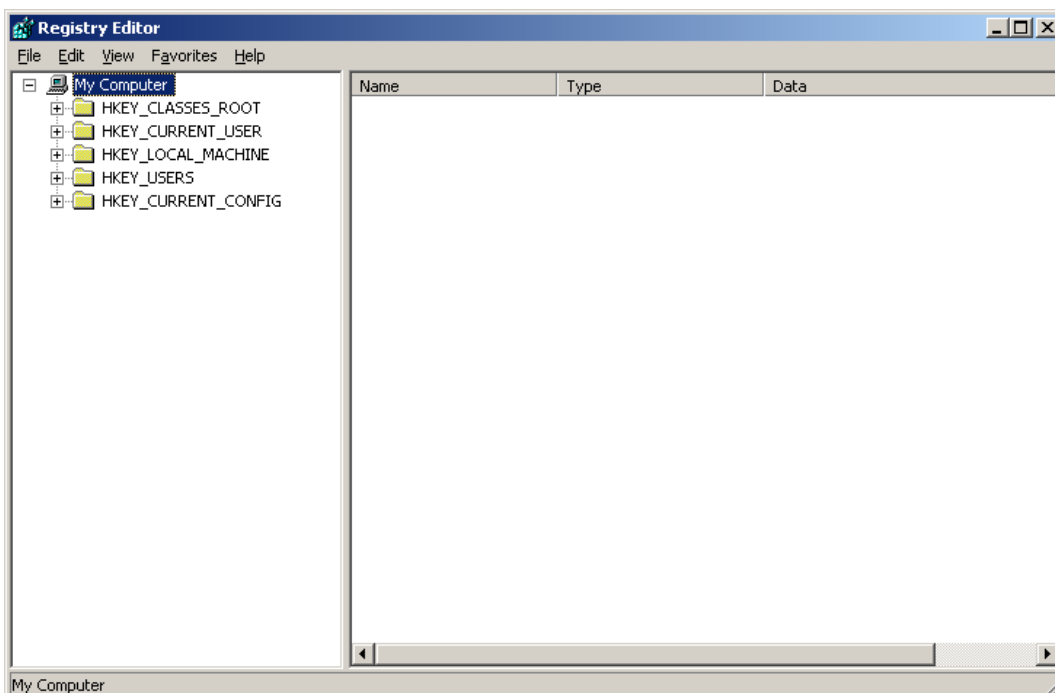 Registry Editor
File Edit View Favorites Help
My Computer
HKEY_CLASSES_ROOT
HKEY_CURRENT_USER
HKEY_LOCAL_MACHINE
HKEY_USERS
HKEY_CURRENT_CONFIG
Name Type Data
My Computer